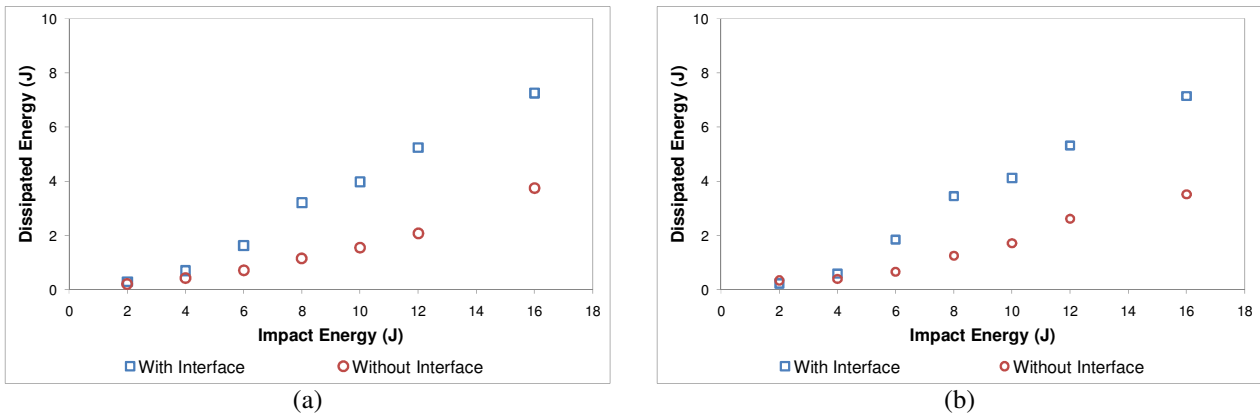 10
8
6
4
2
0
Dissipated Energy (J)
0 2 4 6 8 10 12 14 16 18
Impact Energy (J)
With Interface Without Interface
(a)
10
8
6
4
2
0
Dissipated Energy (J)
0 2 4 6 8 10 12 14 16 18
Impact Energy (J)
With Interface Without Interface
(b)